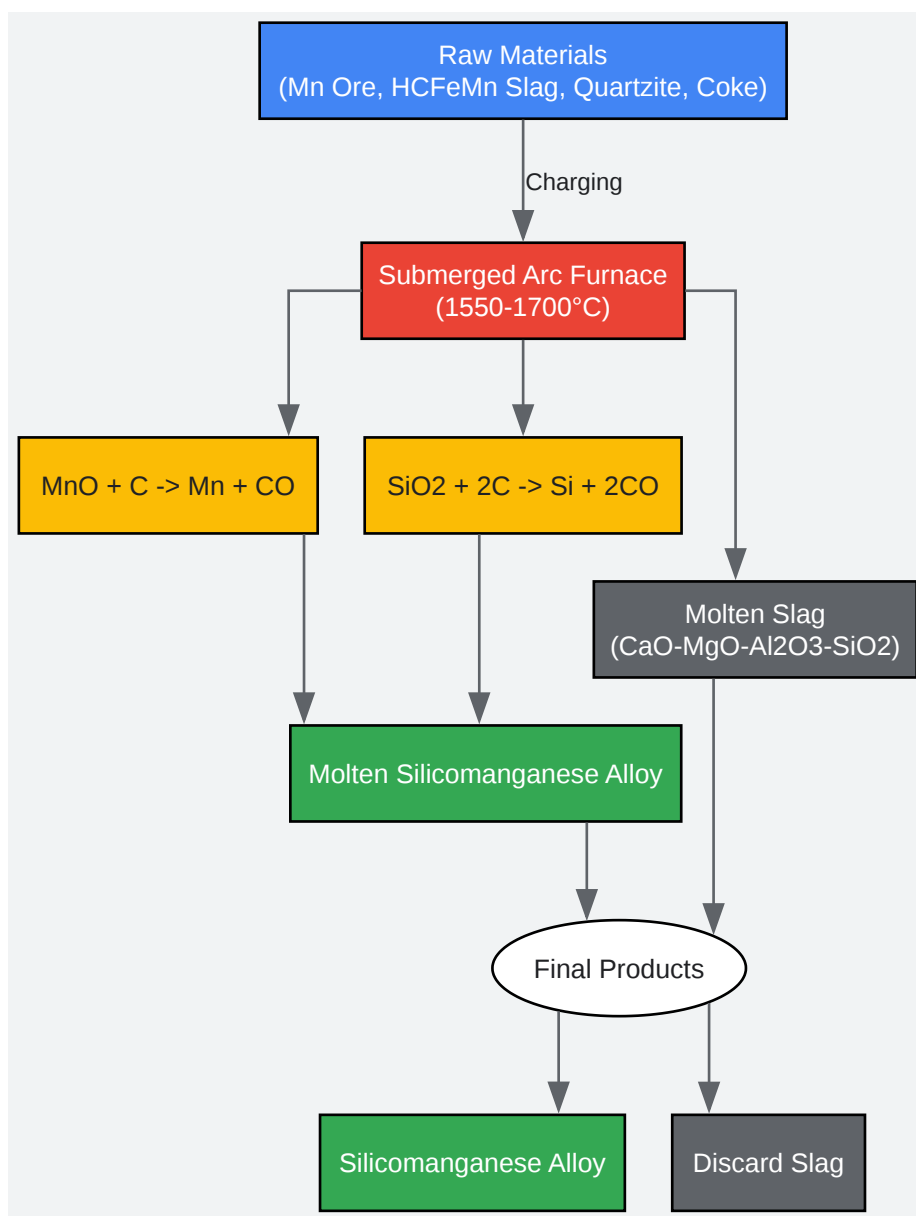 Raw Materials
(Mn Ore, HCFeMn Slag, Quartzite, Coke)
Charging
Submerged Arc Furnace
(1550-1700°C)
MnO + C -> Mn + CO
SiO2 + 2C -> Si + 2CO
Molten Slag
(CaO-MgO-Al2O3-SiO2)
Molten Silicomanganese Alloy
Final Products
Silicomanganese Alloy
Discard Slag